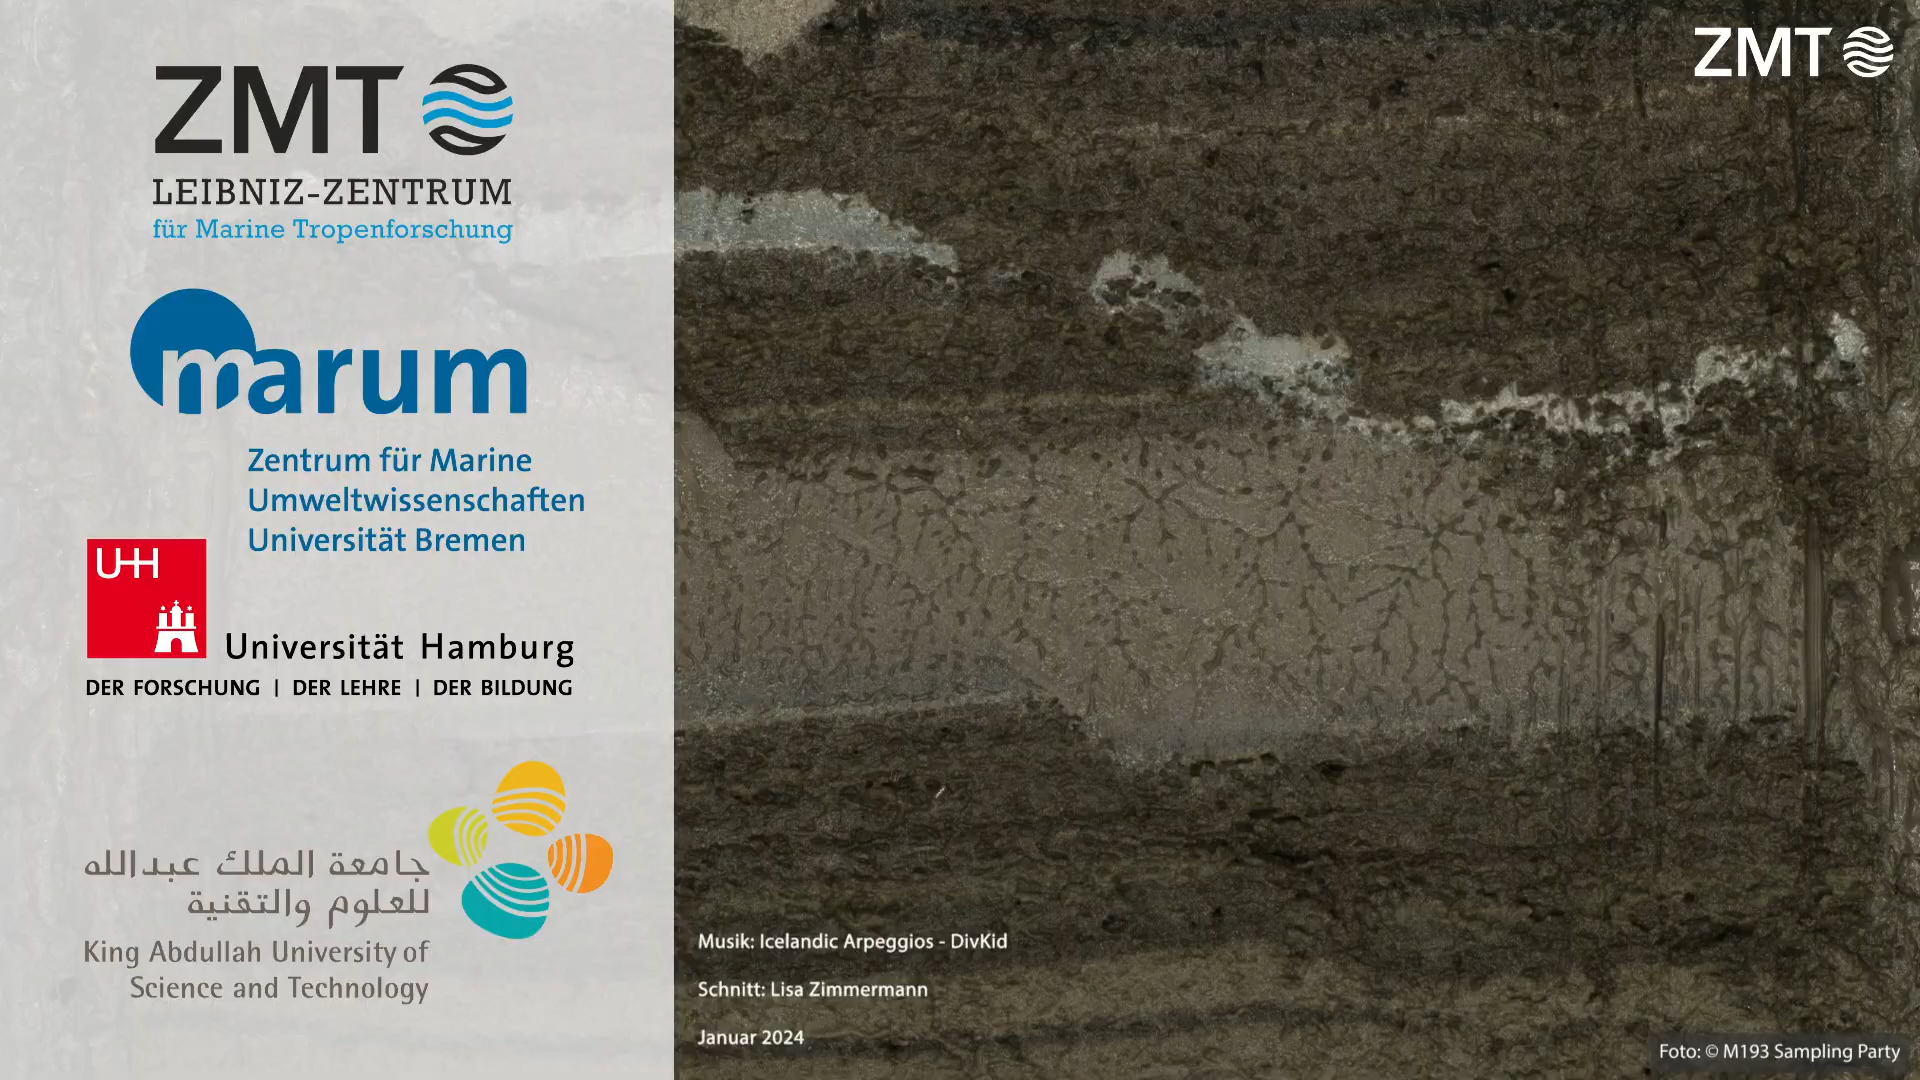 ZMT
LEIBNIZ-ZENTRUM
für Marine Tropenforschung
marum
Zentrum für Marine
Umweltwissenschaften
Universität Bremen
UHH
Universität Hamburg
DER FORSCHUNG | DER LEHRE | DER BILDUNG
جامعة الملك عبدالله
للعلوم والتقنية
King Abdullah University of
Science and Technology
ZMT
Musik: Icelandic Arpeggios - DivKid
Schnitt: Lisa Zimmermann
Januar 2024
Foto: © M193 Sampling Party